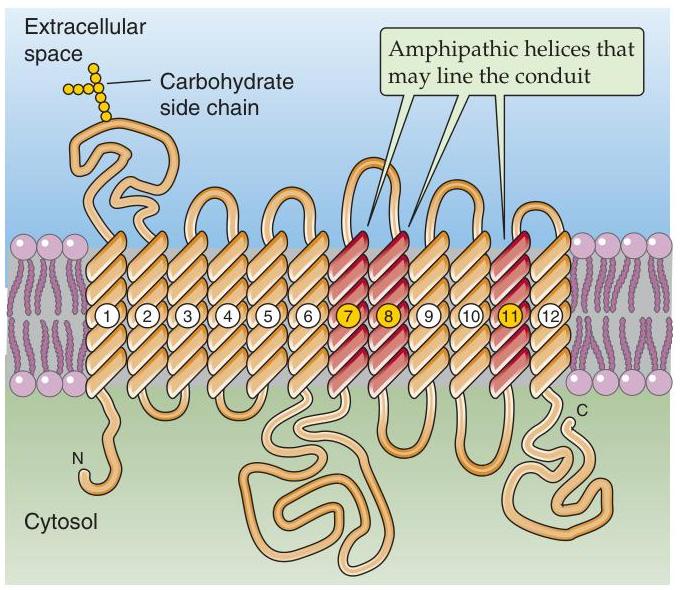 Extracellular
space
Carbohydrate
side chain
Amphipathic helices that
may line the conduit
1 2 3 4 5 6 7 8 9 10 11 12
N
C
Cytosol